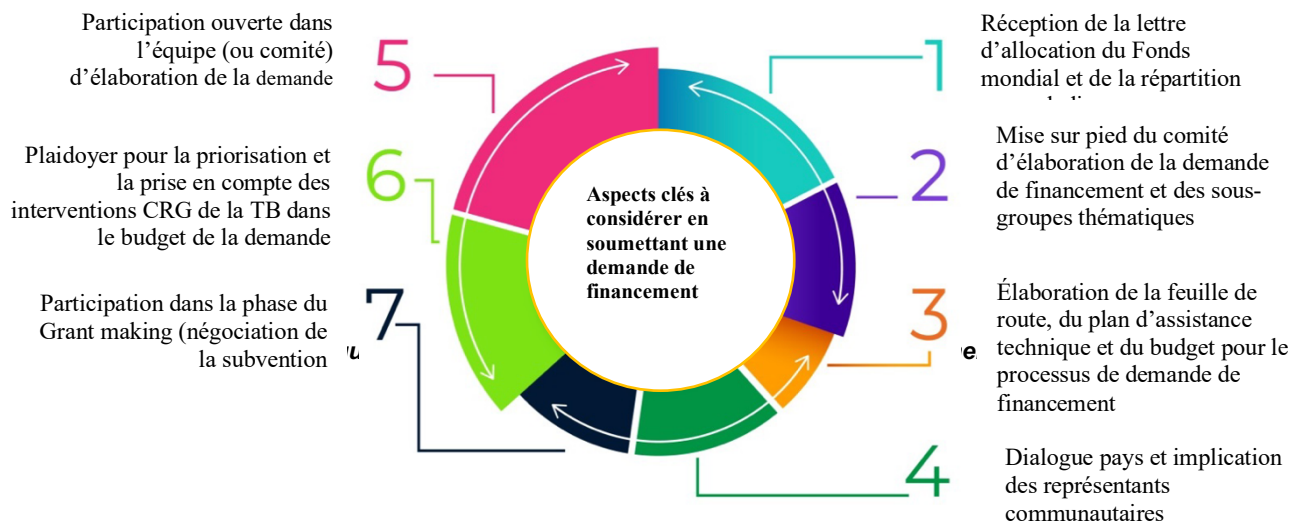 1
Réception de la lettre
d’allocation du Fonds
mondial et de la répartition
2
Mise sur pied du comité
d’élaboration de la demande
de financement et des sous-
groupes thématiques
3
Élaboration de la feuille de
route, du plan d’assistance
technique et du budget pour le
processus de demande de
financement
4
Dialogue pays et implication
des représentants
communautaires
5
Participation ouverte dans
l’équipe (ou comité)
d’élaboration de la demande
6
Plaidoyer pour la priorisation et
la prise en compte des
interventions CRG de la TB dans
le budget de la demande
7
Participation dans la phase du
Grant making (négociation de
la subvention
Aspects clés à
considérer en
soumettant une
demande de
financement